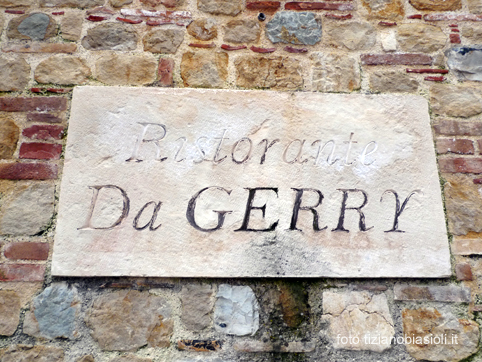 Ristorante
Da GERRY
foto tizianobiasioli.it